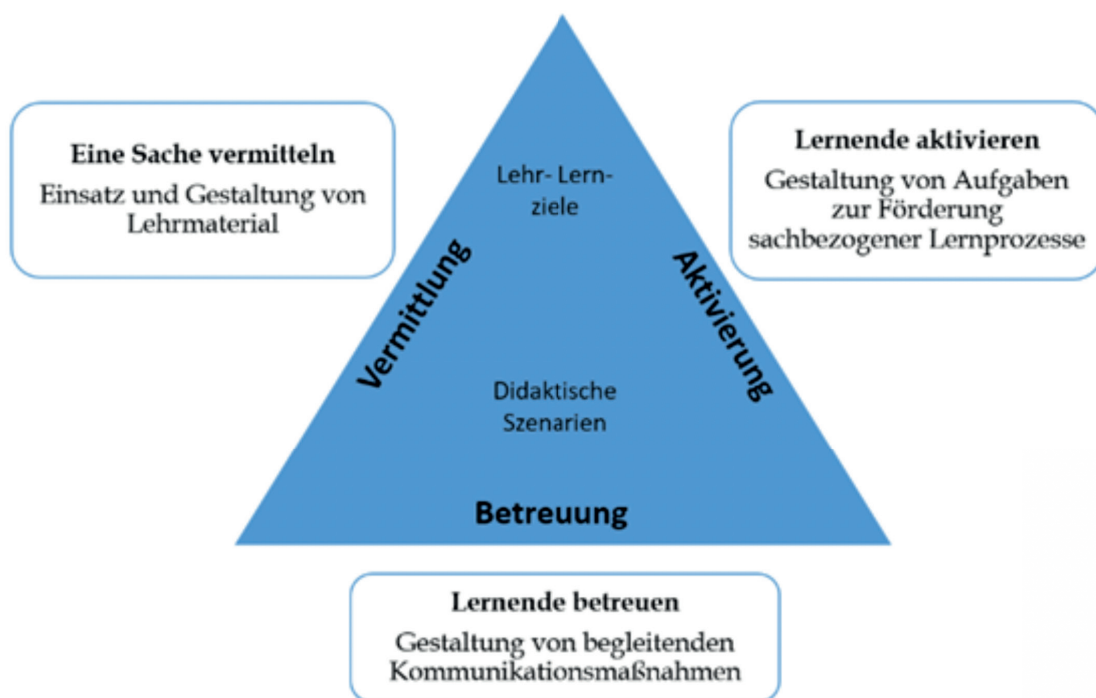 Eine Sache vermitteln
Einsatz und Gestaltung von
Lehrmaterial
Lernende aktivieren
Gestaltung von Aufgaben
zur Förderung
sachbezogener Lernprozesse
Lehr- Lern-
ziele
Vermittlung
Aktivierung
Didaktische
Szenarien
Betreuung
Lernende betreuen
Gestaltung von begleitenden
Kommunikationsmaßnahmen